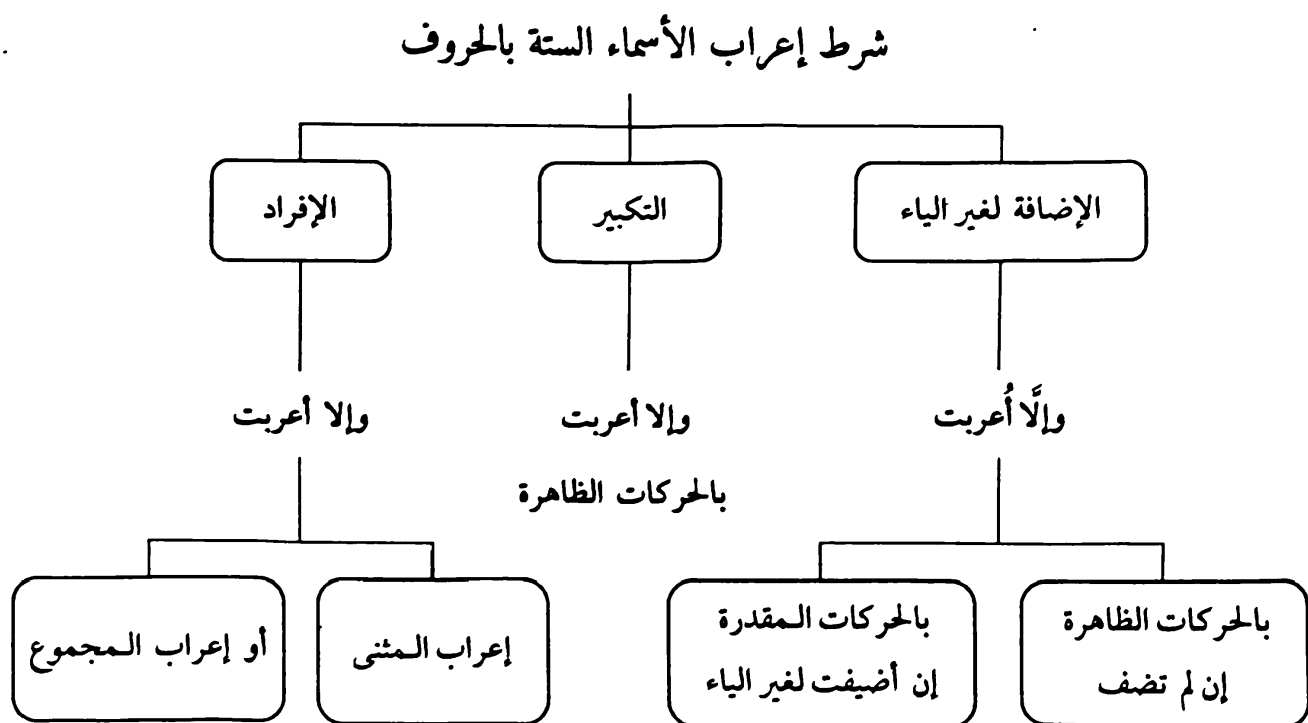 شرط إعراب الأسماء الستة بالحروف
الإضافة لغير الياء
التكبير
الإفراد
وإلَّا أُعربت
وإلا أعربت
وإلا أعربت
بالحركات الظاهرة
بالحركات الظاهرة
إن لم تضف
بالحركات المقدرة
إن أضيفت لغير الياء
إعراب المثنى
أو إعراب المجموع